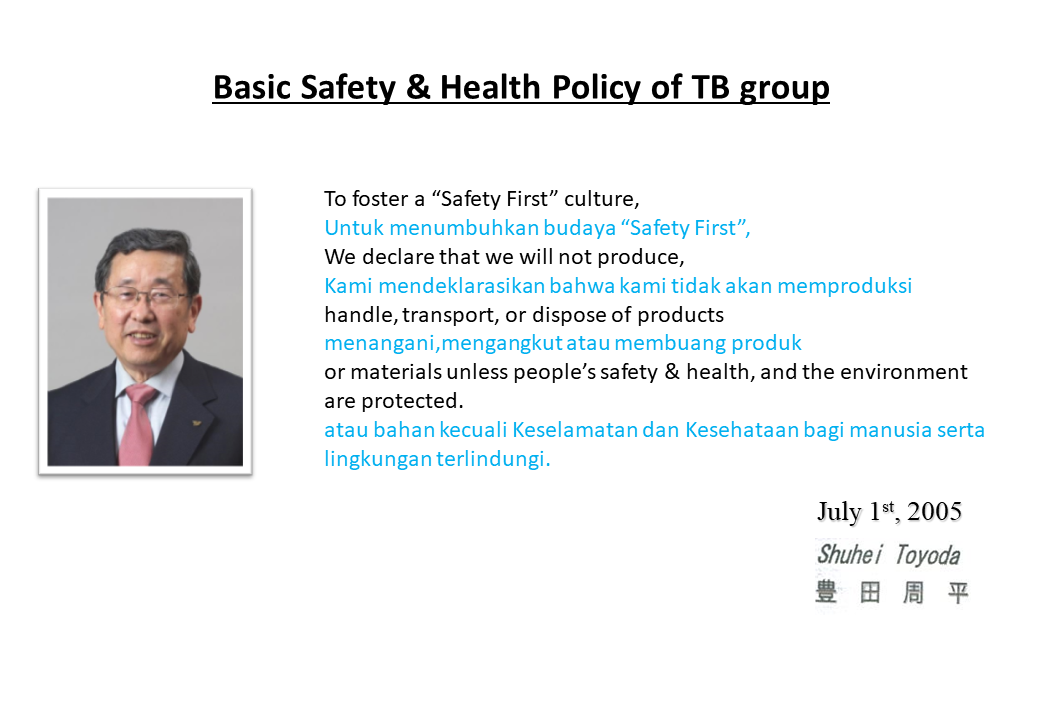 Basic Safety & Health Policy of TB group
To foster a “Safety First” culture,
Untuk menumbuhkan budaya “Safety First”,
We declare that we will not produce,
Kami mendeklarasikan bahwa kami tidak akan memproduksi
handle, transport, or dispose of products
menangani,mengangkut atau membuang produk
or materials unless people’s safety & health, and the environment
are protected.
atau bahan kecuali Keselamatan dan Kesehataan bagi manusia serta
lingkungan terlindungi.
July 1st, 2005
Shuhei Toyoda
豊田周平